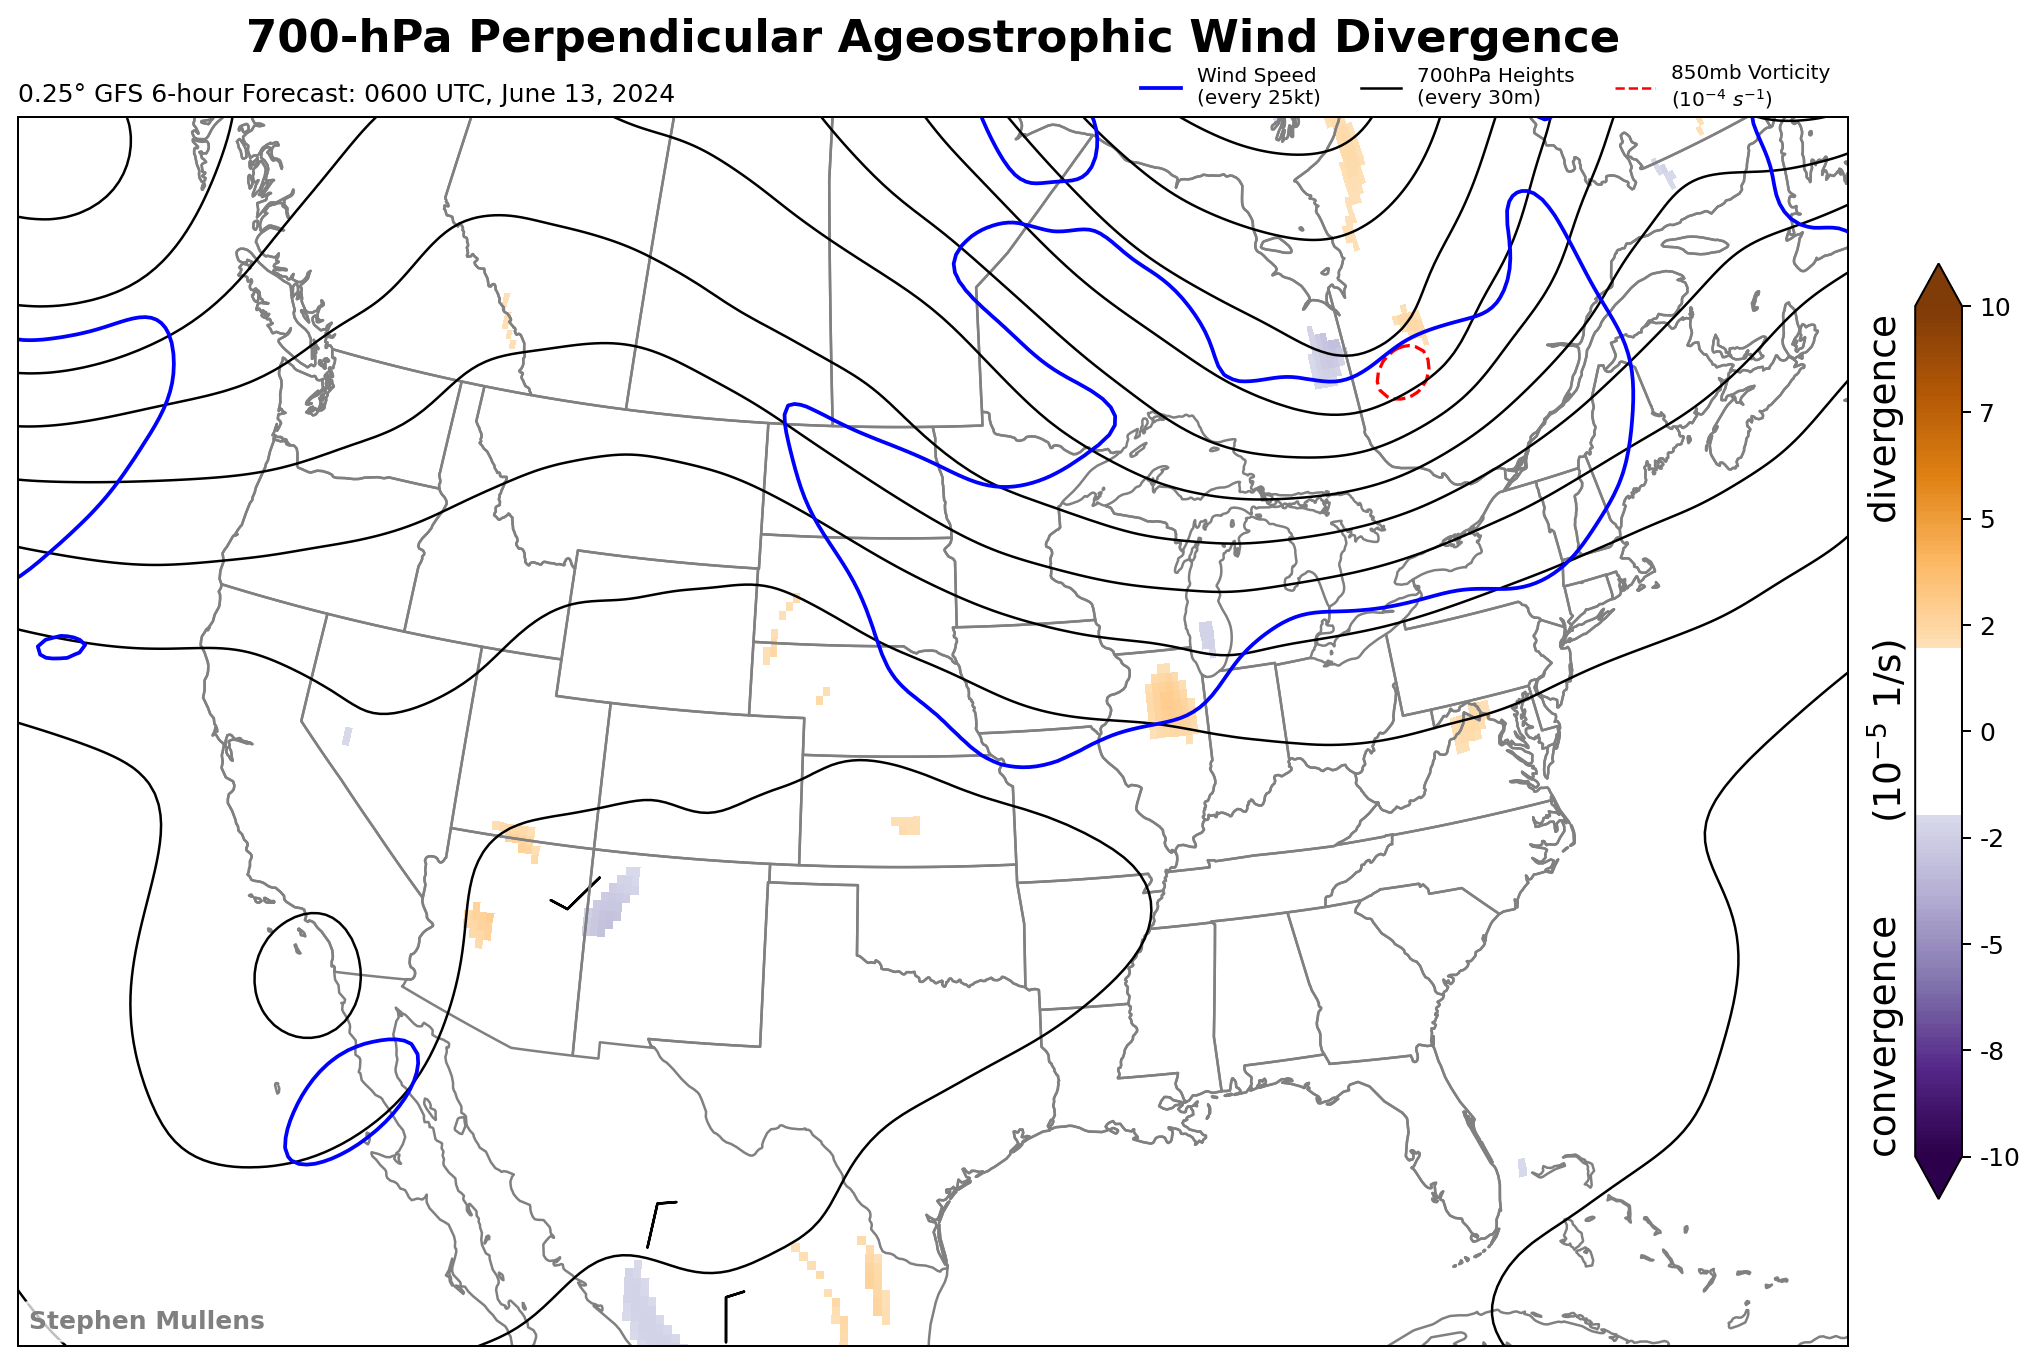 700-hPa Perpendicular Ageostrophic Wind Divergence
0.25° GFS 6-hour Forecast: 0600 UTC, June 13, 2024
Wind Speed
(every 25kt)
700hPa Heights
(every 30m)
850mb Vorticity
(10⁻⁴ s⁻¹)
10
7
5
2
0
-2
-5
-8
-10
convergence (10⁻⁵ 1/s) divergence
Stephen Mullens